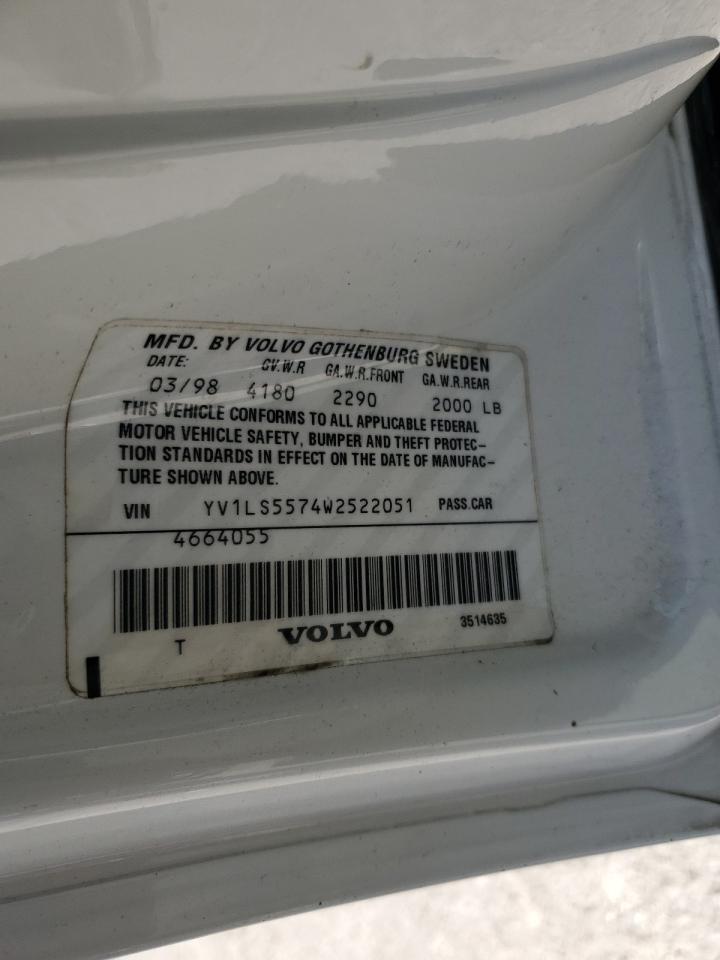 MFD. BY VOLVO GOTHENBURG SWEDEN
DATE: GV.W.R GA.W.R.FRONT GA.W.R.REAR
03/98 4180 2290 2000 LB
THIS VEHICLE CONFORMS TO ALL APPLICABLE FEDERAL
MOTOR VEHICLE SAFETY, BUMPER AND THEFT PROTEC-
TION STANDARDS IN EFFECT ON THE DATE OF MANUFAC-
TURE SHOWN ABOVE.
VIN YV1LS5574W2522051 PASS.CAR
4664055
T VOLVO 3514635